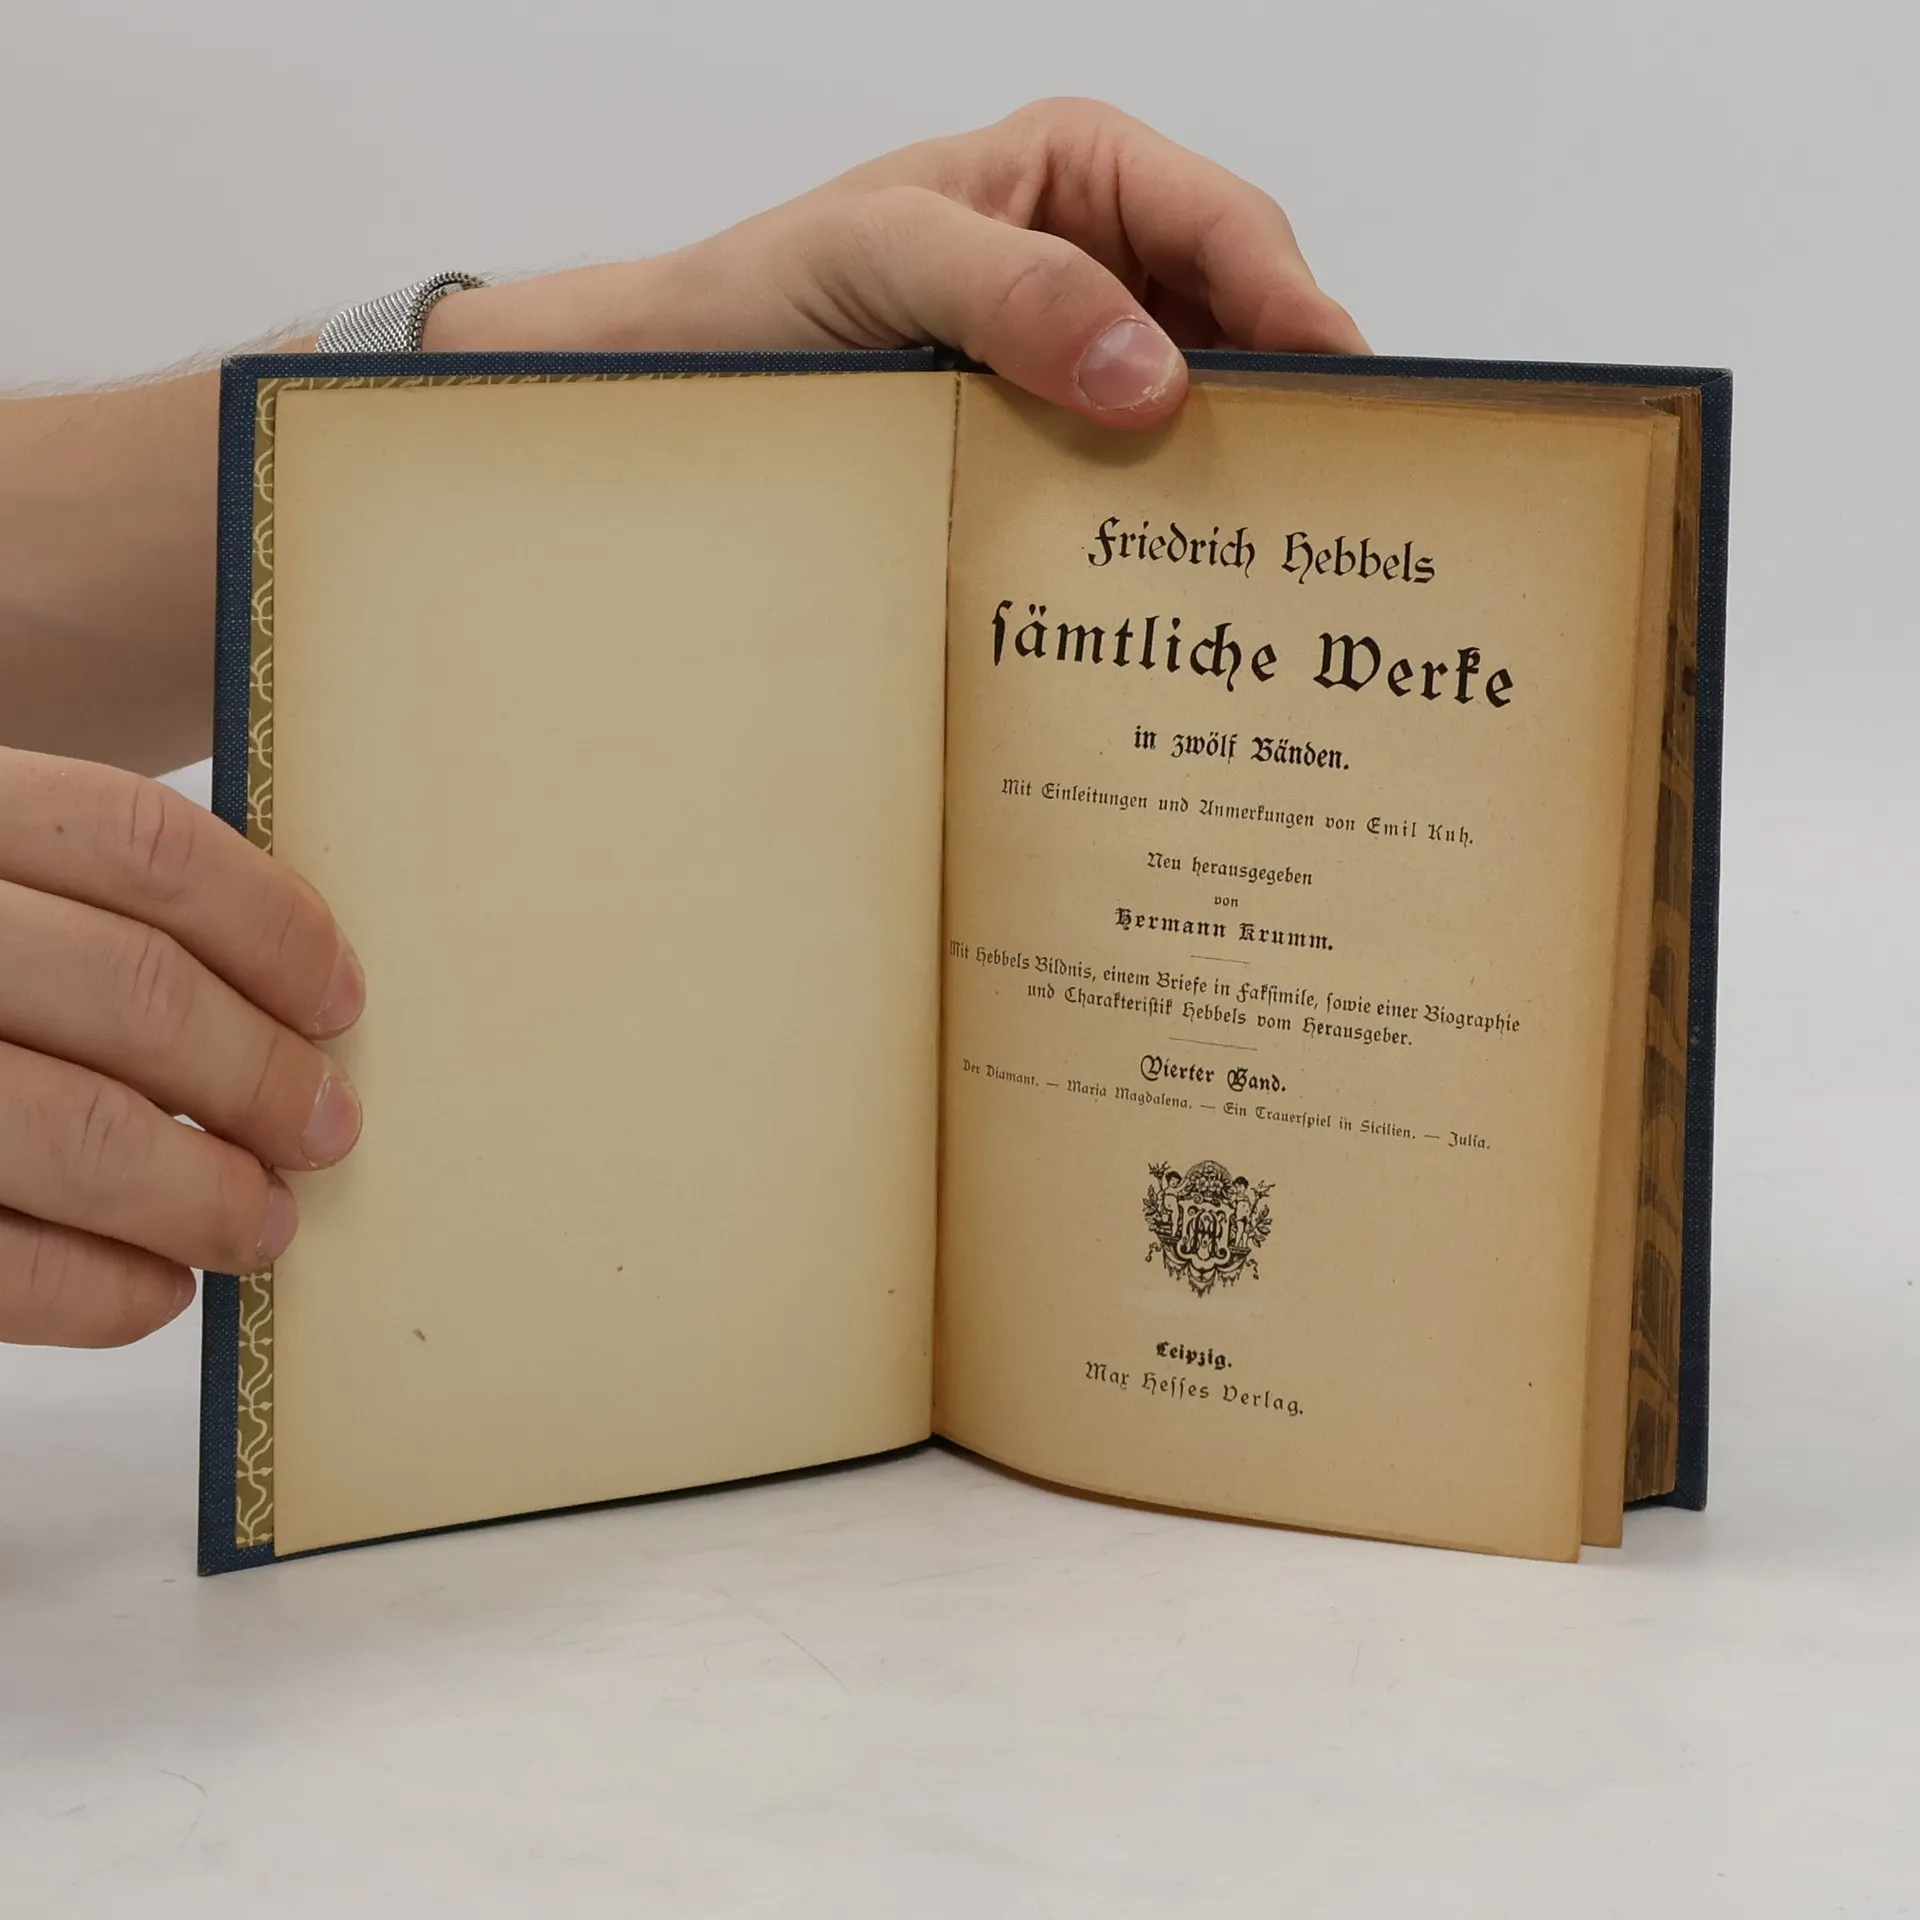 Friedrich Hebbels
ſämtliche Werke
in zwölf Bänden.
Mit Einleitungen und Anmerkungen von Emil Kuh.
Neu herausgegeben
von
Hermann Krumm.
Mit Hebbels Bildnis, einem Briefe in Fakſimile, ſowie einer Biographie
und Charakteriſtik Hebbels vom Herausgeber.
Vierter Band.
Der Diamant. — Maria Magdalena. — Ein Trauerſpiel in Sicilien. — Julia.
Leipzig.
Max Heſſes Verlag.